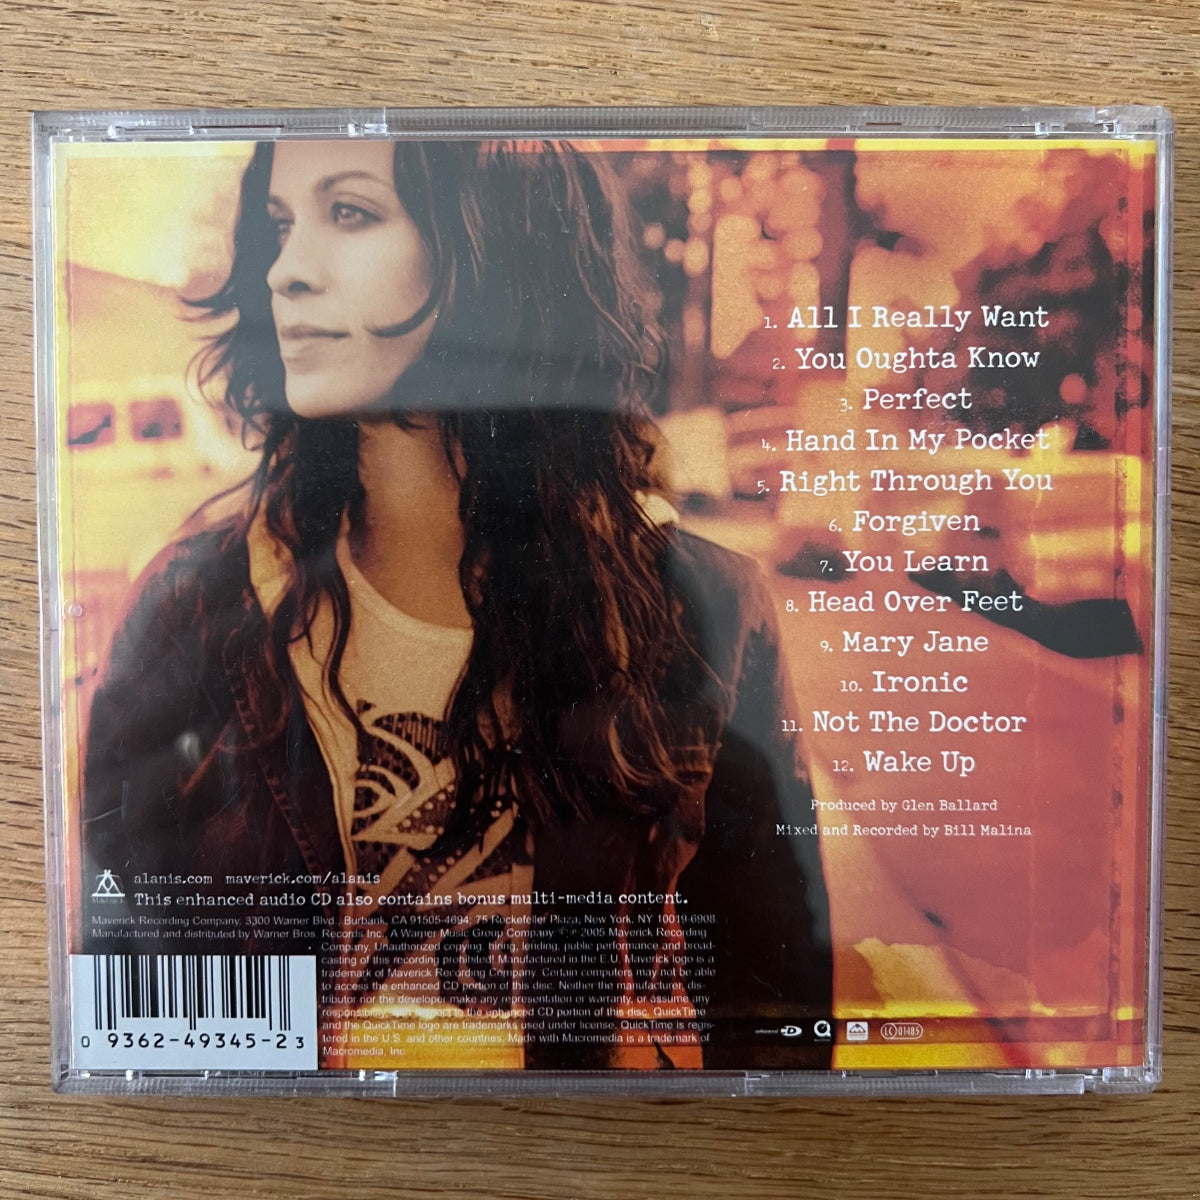 1. All I Really Want
2. You Oughta Know
3. Perfect
4. Hand In My Pocket
5. Right Through You
6. Forgiven
7. You Learn
8. Head Over Feet
9. Mary Jane
10. Ironic
11. Not The Doctor
12. Wake Up
Produced by Glen Ballard
Mixed and Recorded by Bill Malina
alanis.com maverick.com/alanis
This enhanced audio CD also contains bonus multi-media content.
Maverick Recording Company, 3300 Warner Blvd., Burbank, CA 91505-4694; 75 Rockefeller Plaza, New York, NY 10019-6908.
Manufactured and distributed by Warner Bros. Records Inc., A Warner Music Group Company. ℗ 2005 Maverick Recording
Company. Unauthorized copying, hiring, lending, public performance and broad-
casting of this recording prohibited! Manufactured in the E.U. Maverick logo is a
trademark of Maverick Recording Company. Certain computers may not be able
to access the enhanced CD portion of this disc. Neither the manufacturer, dis-
tributor nor the developer make any representation or warranty, or assume any
responsibility, with respect to the enhanced CD portion of this disc. QuickTime
and the QuickTime logo are trademarks used under license. QuickTime is regis-
tered in the U.S. and other countries. Made with Macromedia is a trademark of
Macromedia, Inc.
0 9362-49345-2 3
enhanced CD
LC 01485